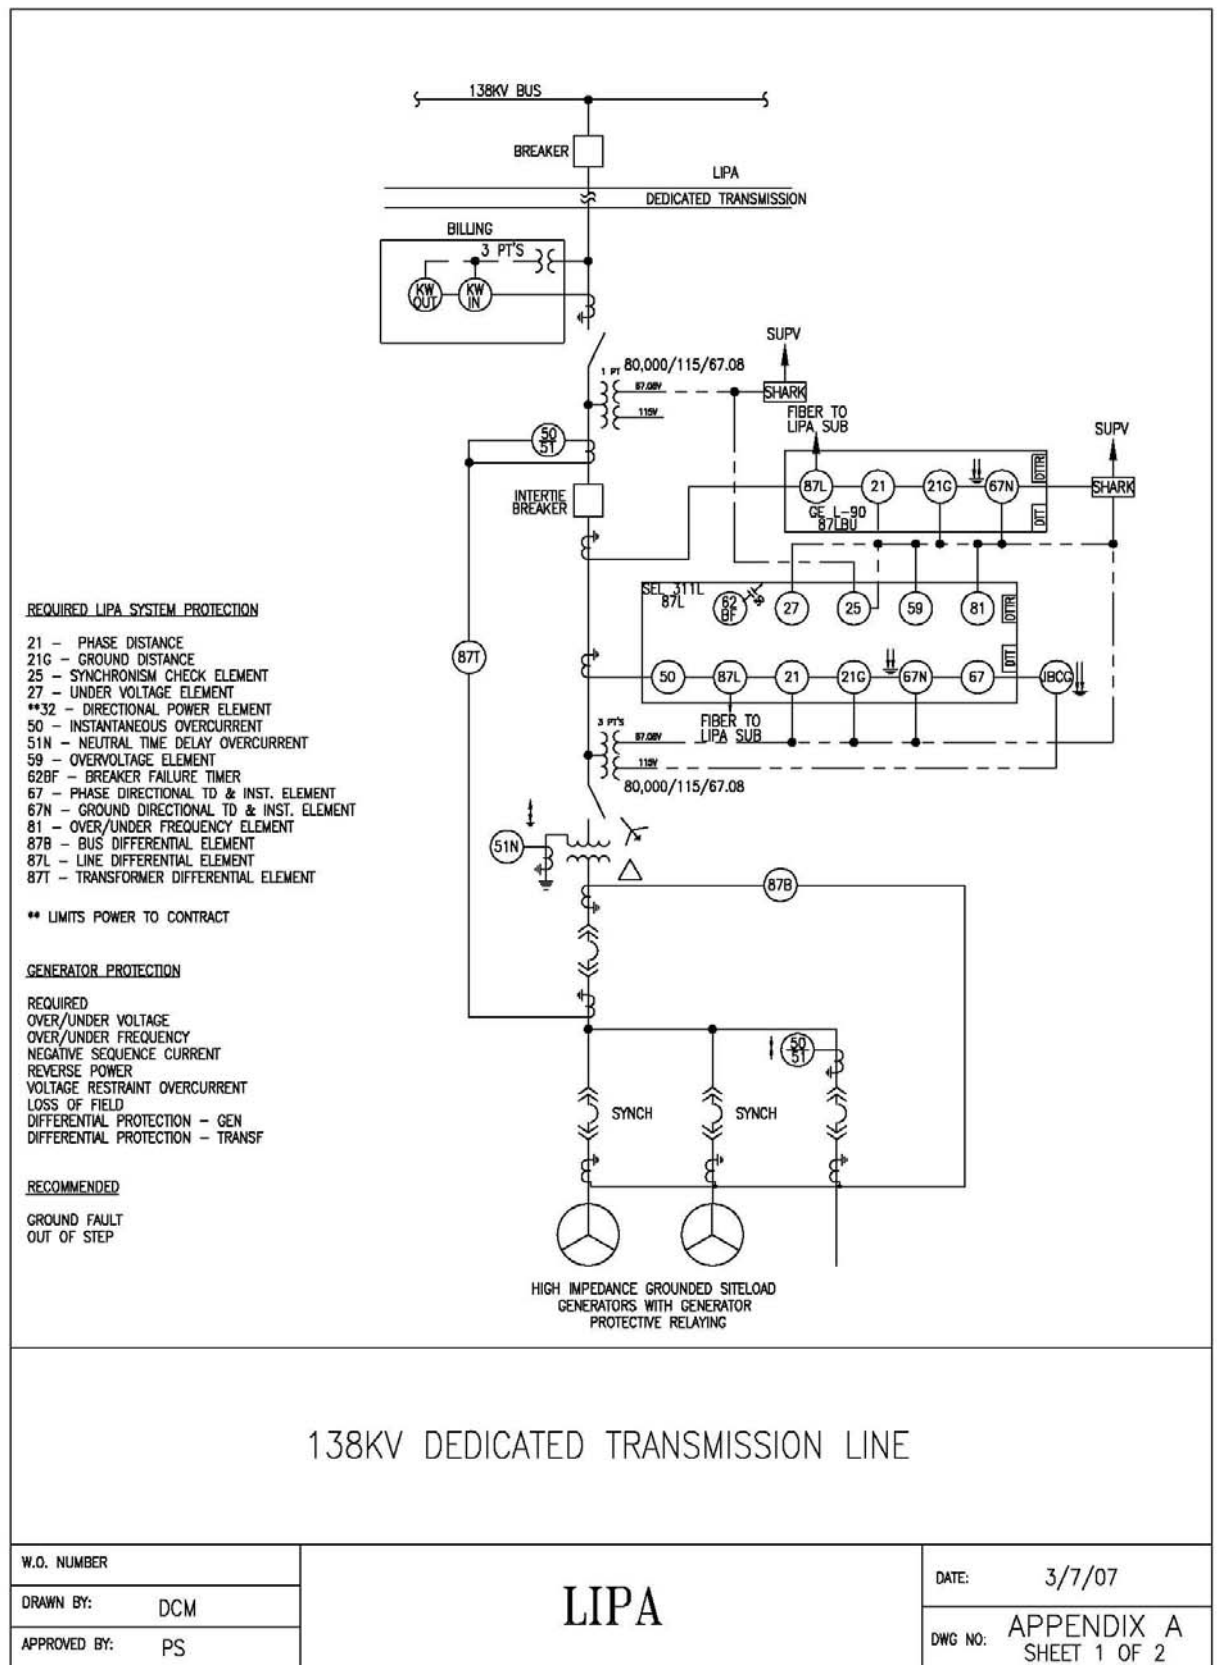 138KV BUS
BREAKER
LIPA
DEDICATED TRANSMISSION
BILLING
3 PT'S
KW
OUT
KW
IN
SUPV
1 PT
80,000/115/67.08
67.08V
115V
SHARK
FIBER TO
LIPA SUB
SUPV
50
51
INTERTIE
BREAKER
87L
21
21G
67N
DTTR
DTT
GE L-90
87LBU
SHARK
SEL 311L
87L
62
BF
27
25
59
81
DTTR
DTT
50
87L
21
21G
67N
67
JBCG
FIBER TO
LIPA SUB
3 PT'S
67.08V
115V
80,000/115/67.08
87T
REQUIRED LIPA SYSTEM PROTECTION
21 – PHASE DISTANCE
21G – GROUND DISTANCE
25 – SYNCHRONISM CHECK ELEMENT
27 – UNDER VOLTAGE ELEMENT
**32 – DIRECTIONAL POWER ELEMENT
50 – INSTANTANEOUS OVERCURRENT
51N – NEUTRAL TIME DELAY OVERCURRENT
59 – OVERVOLTAGE ELEMENT
62BF – BREAKER FAILURE TIMER
67 – PHASE DIRECTIONAL TD & INST. ELEMENT
67N – GROUND DIRECTIONAL TD & INST. ELEMENT
81 – OVER/UNDER FREQUENCY ELEMENT
87B – BUS DIFFERENTIAL ELEMENT
87L – LINE DIFFERENTIAL ELEMENT
87T – TRANSFORMER DIFFERENTIAL ELEMENT
** LIMITS POWER TO CONTRACT
51N
87B
GENERATOR PROTECTION
REQUIRED
OVER/UNDER VOLTAGE
OVER/UNDER FREQUENCY
NEGATIVE SEQUENCE CURRENT
REVERSE POWER
VOLTAGE RESTRAINT OVERCURRENT
LOSS OF FIELD
DIFFERENTIAL PROTECTION – GEN
DIFFERENTIAL PROTECTION – TRANSF
RECOMMENDED
GROUND FAULT
OUT OF STEP
50
51
SYNCH
SYNCH
HIGH IMPEDANCE GROUNDED SITELOAD
GENERATORS WITH GENERATOR
PROTECTIVE RELAYING
138KV DEDICATED TRANSMISSION LINE
W.O. NUMBER
DRAWN BY: DCM
APPROVED BY: PS
LIPA
DATE: 3/7/07
DWG NO: APPENDIX A
SHEET 1 OF 2